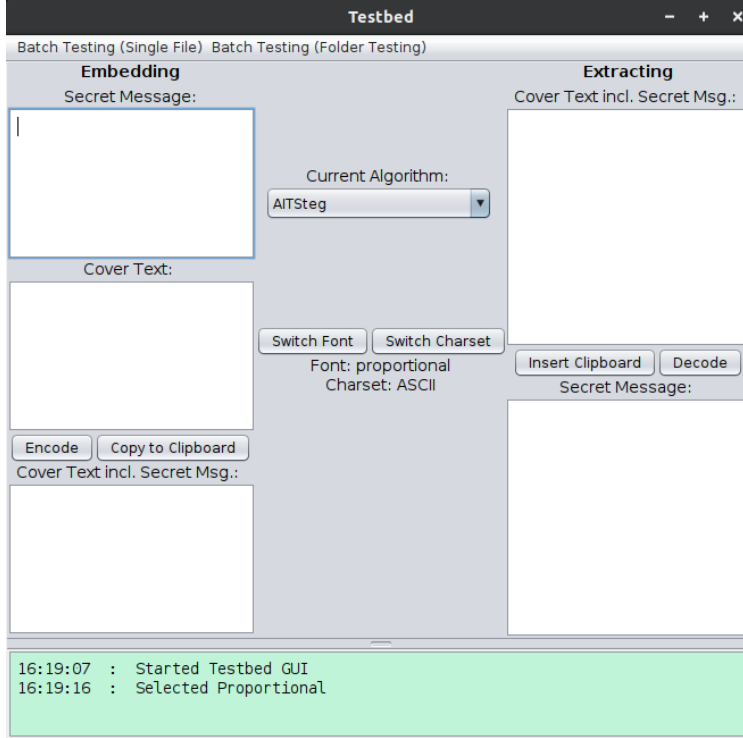 Testbed
Batch Testing (Single File) Batch Testing (Folder Testing)
Embedding
Secret Message:
Cover Text:
Encode Copy to Clipboard
Cover Text incl. Secret Msg.:
Current Algorithm:
AITSteg
Switch Font Switch Charset
Font: proportional
Charset: ASCII
Extracting
Cover Text incl. Secret Msg.:
Insert Clipboard Decode
Secret Message:
16:19:07 : Started Testbed GUI
16:19:16 : Selected Proportional